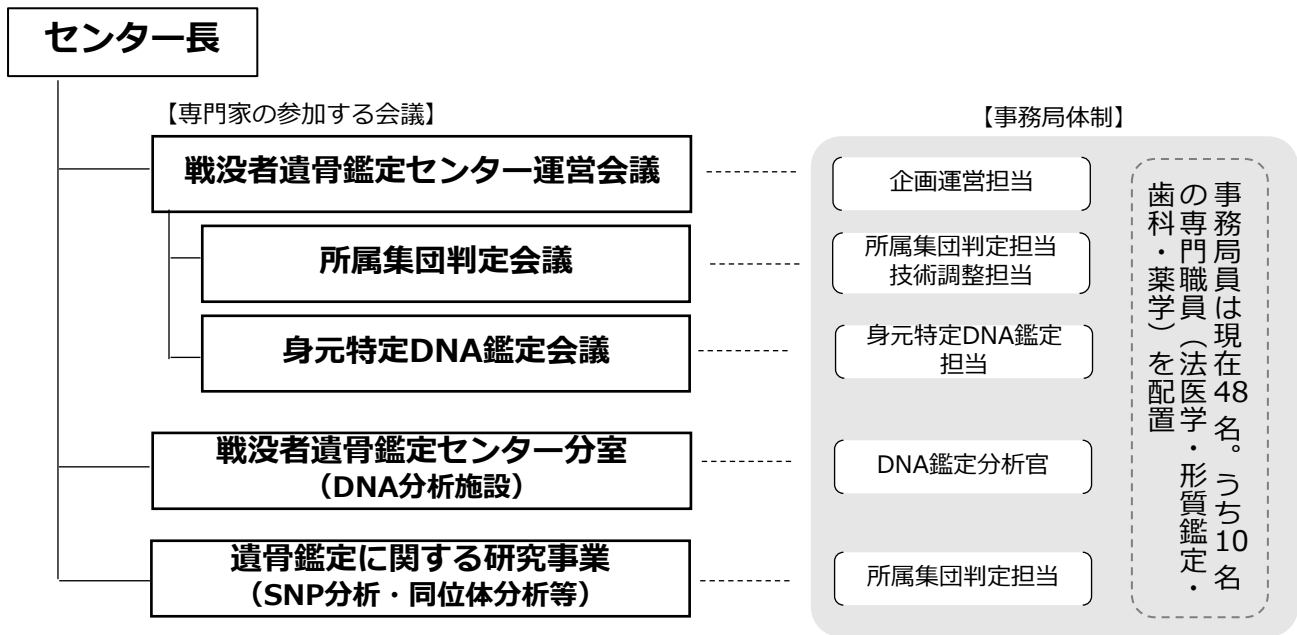 センター長
【専門家の参加する会議】
【事務局体制】
戦没者遺骨鑑定センター運営会議
企画運営担当
所属集団判定会議
所属集団判定担当
技術調整担当
身元特定DNA鑑定会議
身元特定DNA鑑定
担当
戦没者遺骨鑑定センター分室
（DNA分析施設）
DNA鑑定分析官
遺骨鑑定に関する研究事業
（SNP分析・同位体分析等）
所属集団判定担当
事務局員は現在48名。うち10名
の専門職員（法医学・形質鑑定・
歯科・薬学）を配置